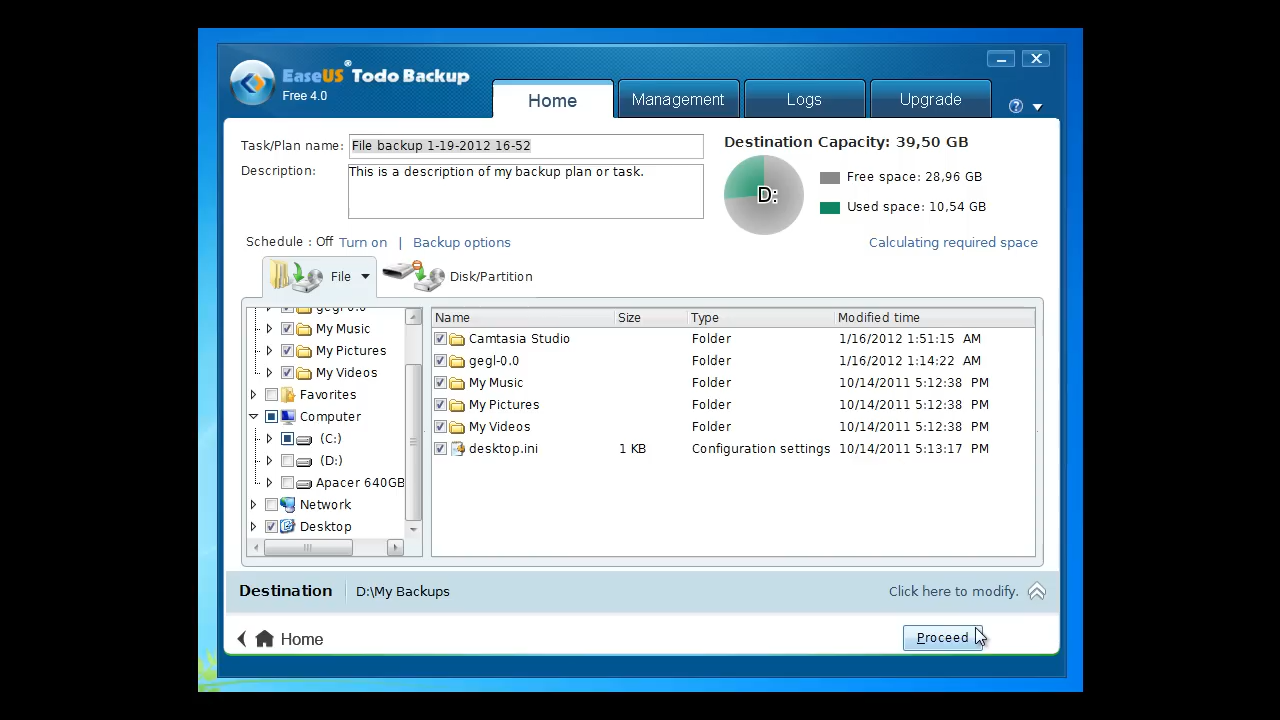 EaseUS® Todo Backup
Free 4.0
Home
Management
Logs
Upgrade
Task/Plan name:
File backup 1-19-2012 16-52
Description:
This is a description of my backup plan or task.
Destination Capacity: 39,50 GB
D:
Free space: 28,96 GB
Used space: 10,54 GB
Schedule : Off Turn on | Backup options
Calculating required space
File
Disk/Partition
gegl-0.0
My Music
My Pictures
My Videos
Favorites
Computer
(C:)
(D:)
Apacer 640GB
Network
Desktop
Name Size Type Modified time
Camtasia Studio Folder 1/16/2012 1:51:15 AM
gegl-0.0 Folder 1/16/2012 1:14:22 AM
My Music Folder 10/14/2011 5:12:38 PM
My Pictures Folder 10/14/2011 5:12:38 PM
My Videos Folder 10/14/2011 5:12:38 PM
desktop.ini 1 KB Configuration settings 10/14/2011 5:13:17 PM
Destination D:\My Backups
Click here to modify.
Home
Proceed